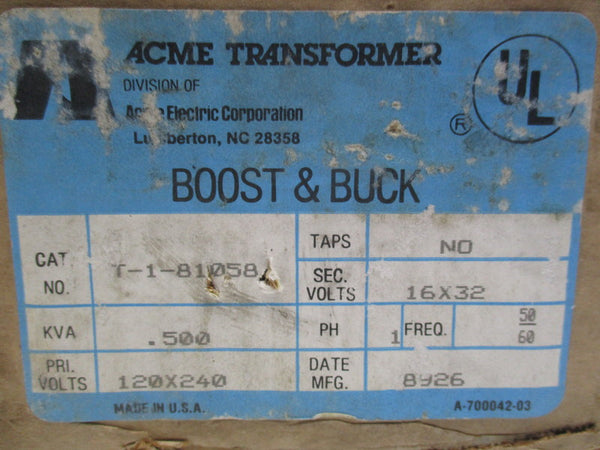 ACME TRANSFORMER
DIVISION OF
Acme Electric Corporation
Lumberton, NC 28358
UL
®
BOOST & BUCK
CAT. NO. T-1-81058
TAPS NO
SEC. VOLTS 16X32
KVA .500
PH 1 FREQ. 50/60
PRI. VOLTS 120X240
DATE MFG. 8926
MADE IN U.S.A.
A-700042-03